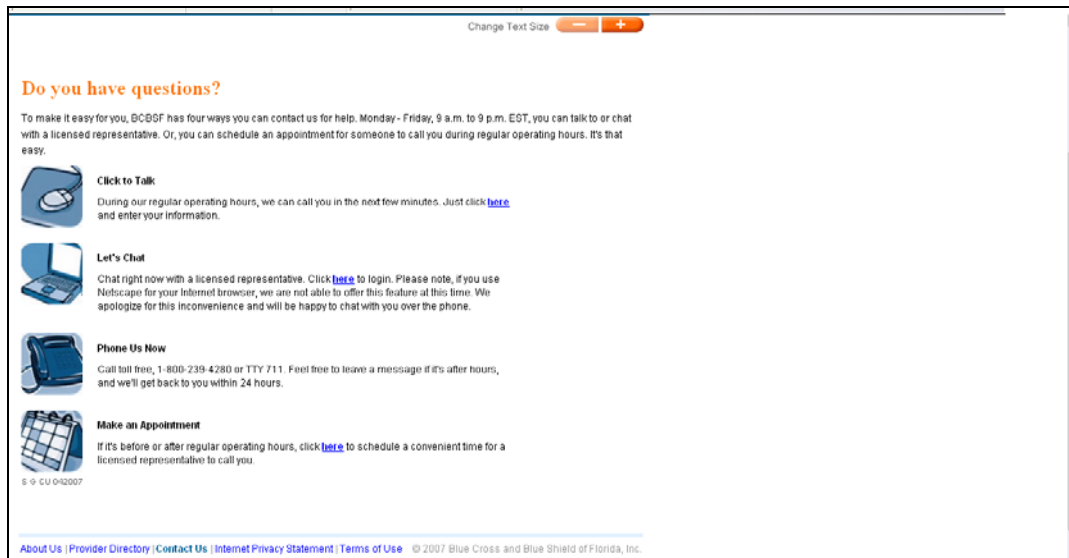 Change Text Size
Do you have questions?
To make it easy for you, BCBSF has four ways you can contact us for help. Monday - Friday, 9 a.m. to 9 p.m. EST, you can talk to or chat
with a licensed representative. Or, you can schedule an appointment for someone to call you during regular operating hours. It's that
easy.
Click to Talk
During our regular operating hours, we can call you in the next few minutes. Just click here
and enter your information.
Let's Chat
Chat right now with a licensed representative. Click here to login. Please note, if you use
Netscape for your Internet browser, we are not able to offer this feature at this time. We
apologize for this inconvenience and will be happy to chat with you over the phone.
Phone Us Now
Call toll free, 1-800-239-4280 or TTY 711. Feel free to leave a message if it's after hours,
and we'll get back to you within 24 hours.
Make an Appointment
If it's before or after regular operating hours, click here to schedule a convenient time for a
licensed representative to call you.
S G CU 042007
About Us | Provider Directory | Contact Us | Internet Privacy Statement | Terms of Use © 2007 Blue Cross and Blue Shield of Florida, Inc.